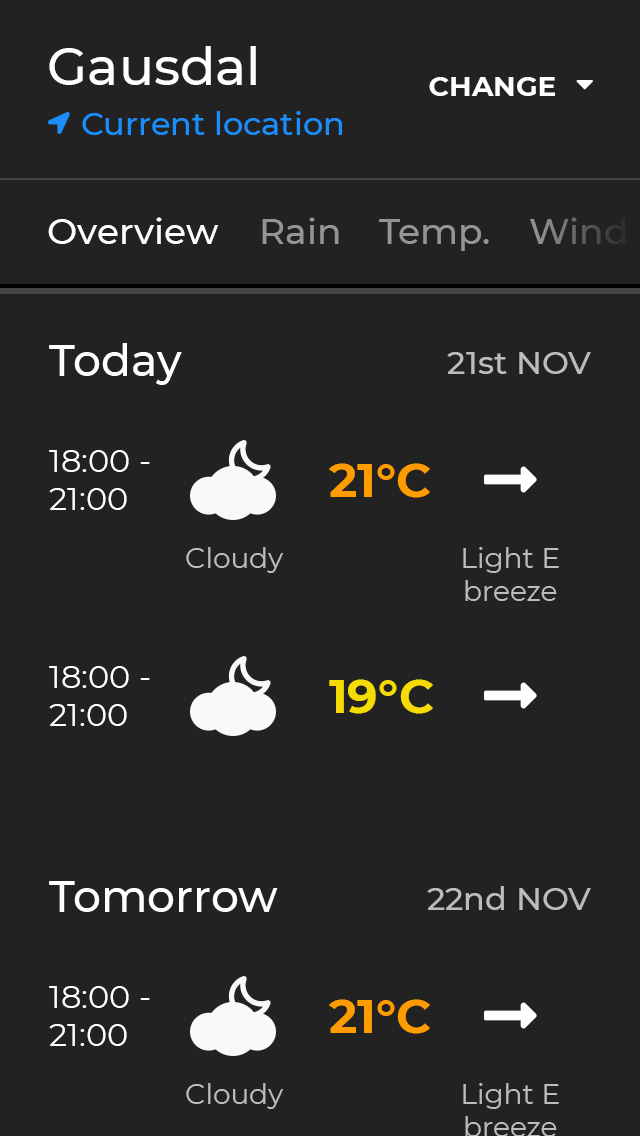 Gausdal
CHANGE
Current location
Overview Rain Temp. Wind
Today 21st NOV
18:00 -
21:00
21°C
Cloudy
Light E
breeze
18:00 -
21:00
19°C
Tomorrow 22nd NOV
18:00 -
21:00
21°C
Cloudy
Light E
breeze